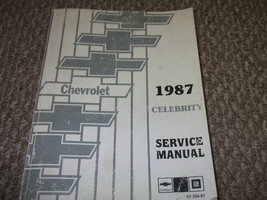 Chevrolet
1987
CELEBRITY
SERVICE
MANUAL